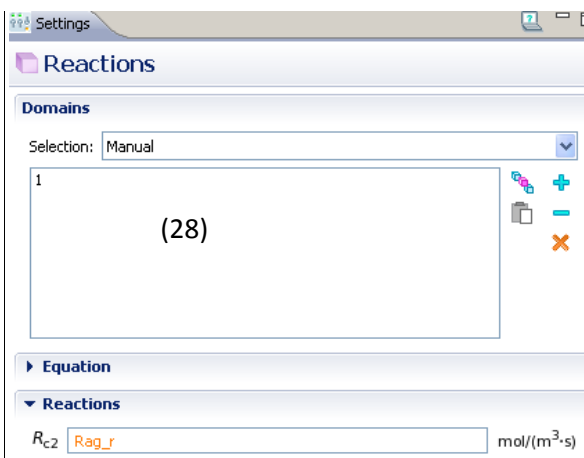 Settings
Reactions
Domains
Selection: Manual
1
(28)
Equation
Reactions
Rc2 Rag_r mol/(m³·s)